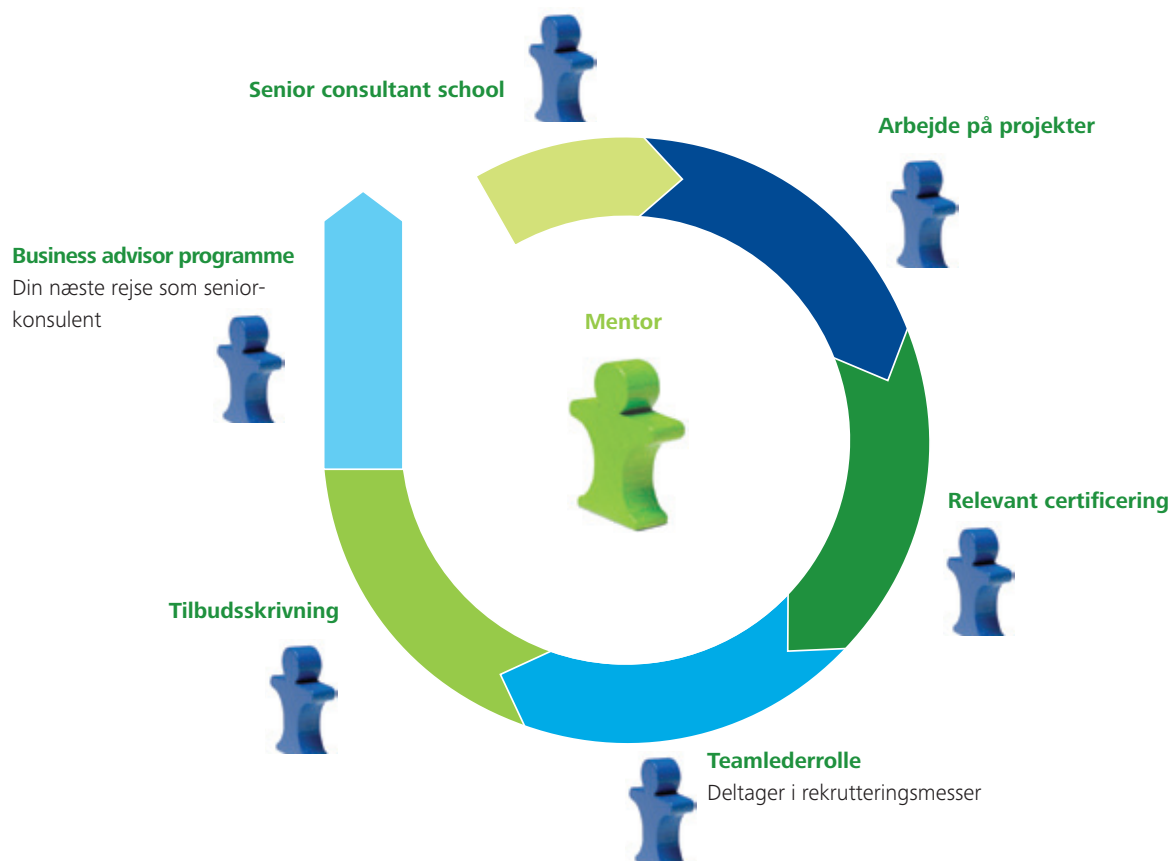 Senior consultant school
Arbejde på projekter
Business advisor programme
Din næste rejse som senior-
konsulent
Mentor
Relevant certificering
Tilbudsskrivning
Teamlederrolle
Deltager i rekrutteringsmesser